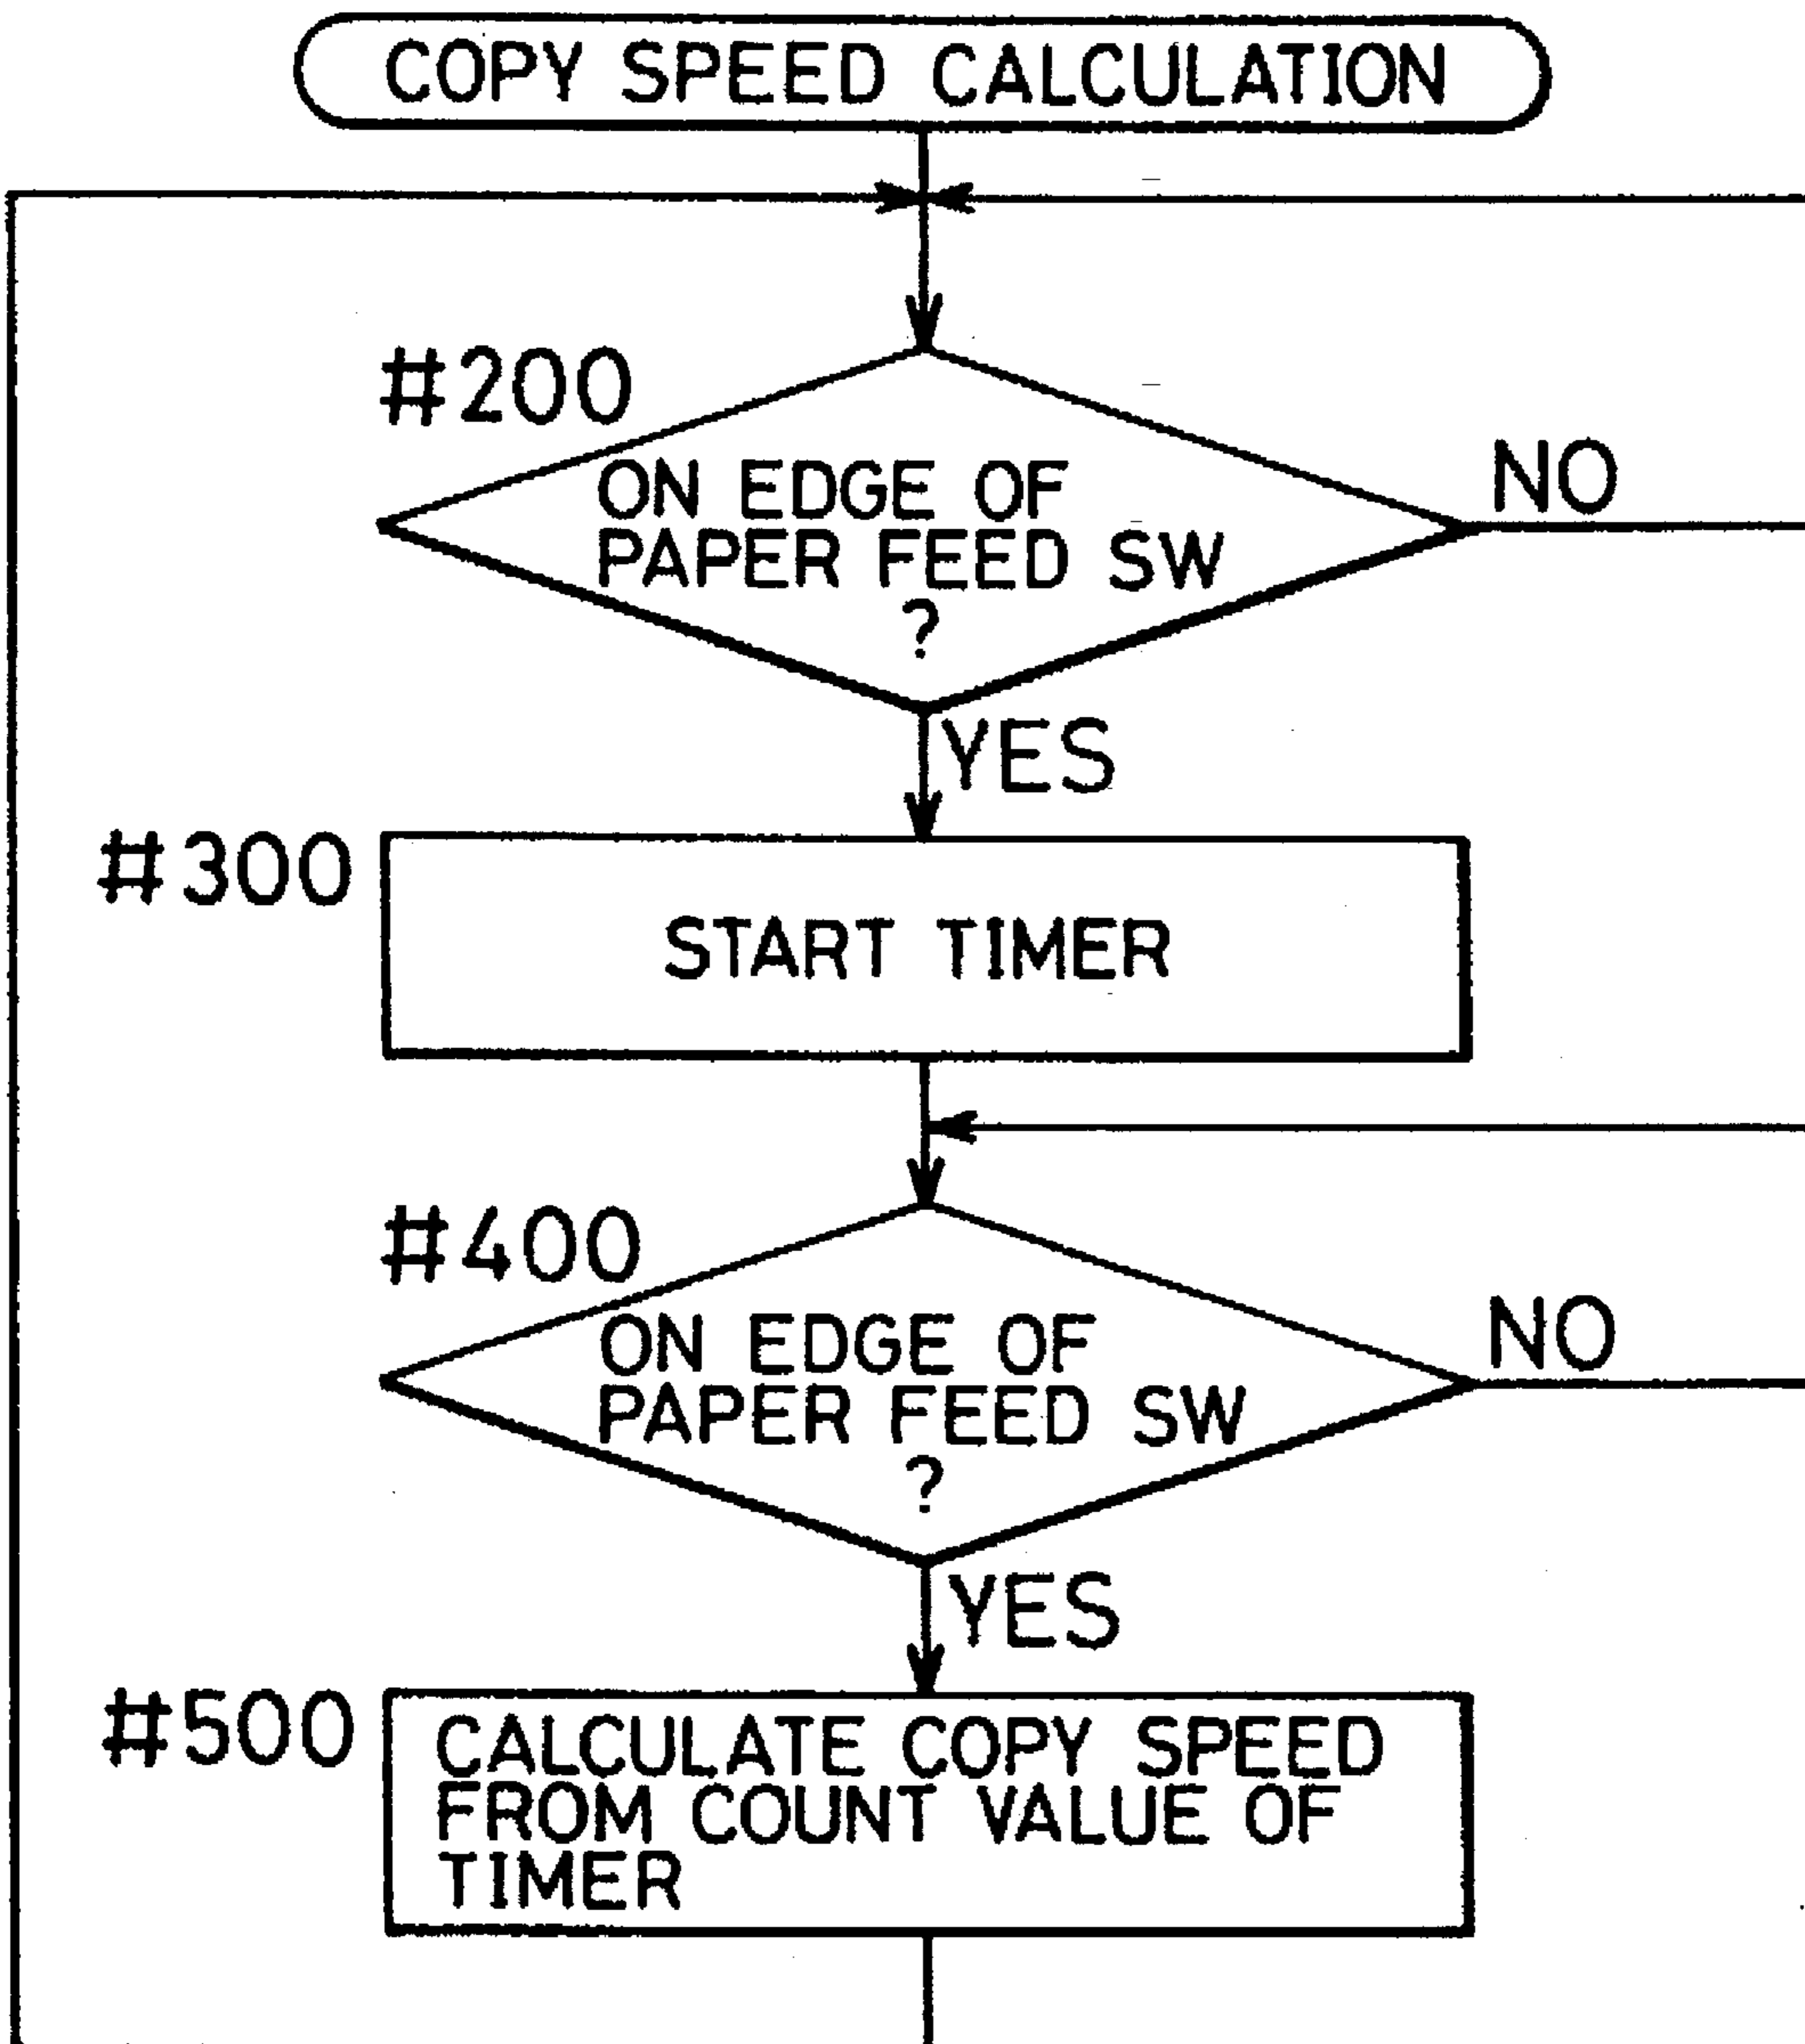 COPY SPEED CALCULATION
#200
ON EDGE OF
PAPER FEED SW
?
NO
YES
#300
START TIMER
#400
ON EDGE OF
PAPER FEED SW
?
NO
YES
#500
CALCULATE COPY SPEED
FROM COUNT VALUE OF
TIMER